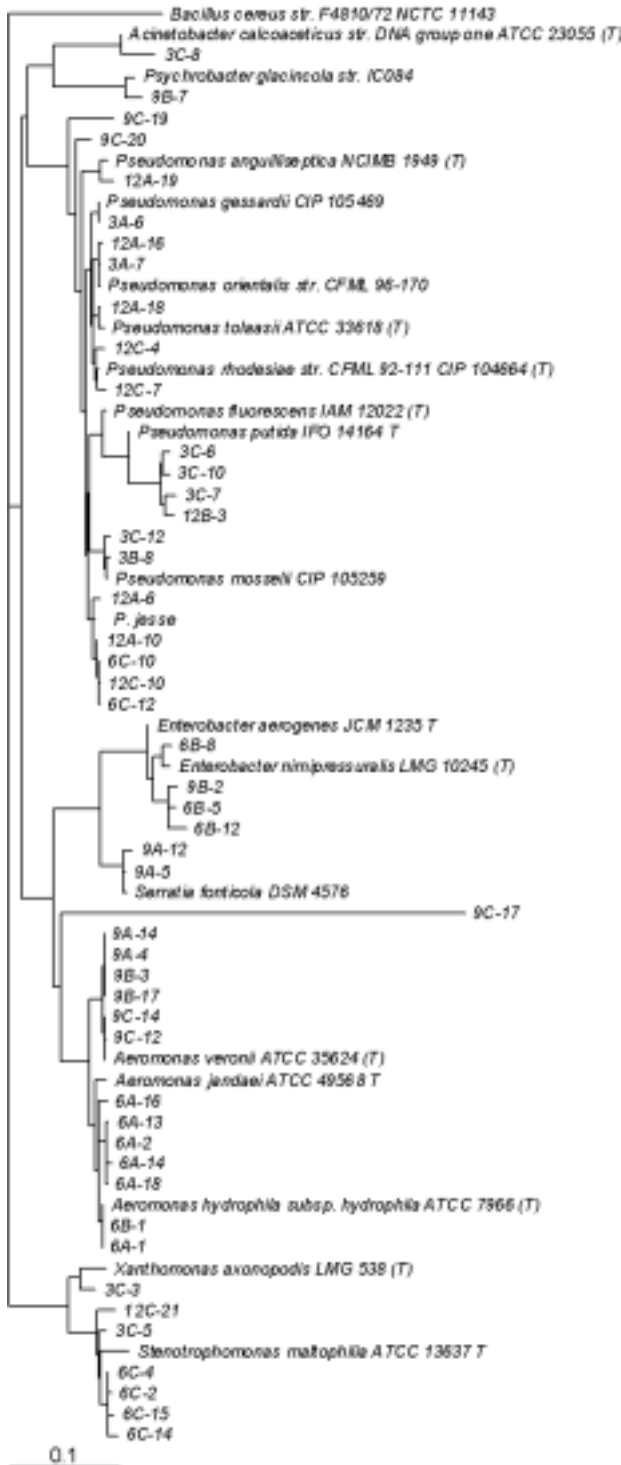 Bacillus cereus str. F4810/72 NCTC 11143
Acinetobacter calcoaceticus str. DNA group one ATCC 23055 (T)
3C-8
Psychrobacter glacincola str. IC084
9B-7
9C-19
9C-20
Pseudomonas anguilliseptica NCIMB 1949 (T)
12A-19
Pseudomonas gessardii CIP 105469
3A-6
12A-16
3A-7
Pseudomonas orientalis str. CFML 96-170
12A-18
Pseudomonas tolaasii ATCC 33618 (T)
12C-4
Pseudomonas rhodesiae str. CFML 92-111 CIP 104664 (T)
12C-7
Pseudomonas fluorescens IAM 12022 (T)
Pseudomonas putida IFO 14164 T
3C-6
3C-10
3C-7
12B-3
3C-12
3B-8
Pseudomonas mosselii CIP 105259
12A-6
P. jesse
12A-10
6C-10
12C-10
6C-12
Enterobacter aerogenes JCM 1235 T
6B-8
Enterobacter nimipressuralis LMG 10245 (T)
9B-2
6B-5
6B-12
9A-12
9A-5
Serratia fonticola DSM 4576
9C-17
9A-14
9A-4
9B-3
9B-17
9C-14
9C-12
Aeromonas veronii ATCC 35624 (T)
Aeromonas jandaei ATCC 49568 T
6A-16
6A-13
6A-2
6A-14
6A-18
Aeromonas hydrophila subsp. hydrophila ATCC 7966 (T)
6B-1
6A-1
Xanthomonas axonopodis LMG 538 (T)
3C-3
12C-21
3C-5
Stenotrophomonas maltophilia ATCC 13637 T
6C-4
6C-2
6C-15
6C-14
0.1